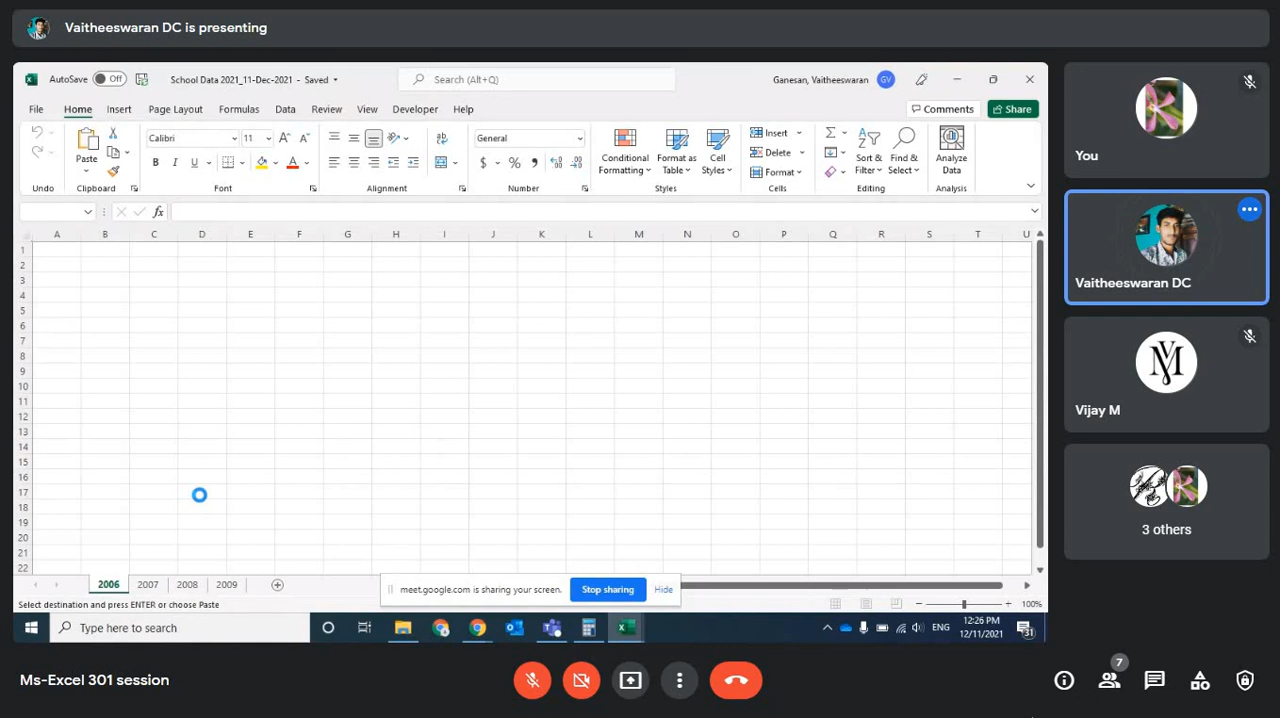 Vaitheeswaran DC is presenting
AutoSave Off School Data 2021_11-Dec-2021 - Saved Search (Alt+Q) Ganesan, Vaitheeswaran GV
File Home Insert Page Layout Formulas Data Review View Developer Help Comments Share
Calibri 11 General Insert
Paste Conditional Formatting Format as Table Cell Styles Delete Sort & Filter Find & Select Analyze Data
B I U $ % Format
Undo Clipboard Font Alignment Number Styles Cells Editing Analysis
fx
A B C D E F G H I J K L M N O P Q R S T U
1
2
3
4
5
6
7
8
9
10
11
12
13
14
15
16
17
18
19
20
21
22
2006 2007 2008 2009
meet.google.com is sharing your screen. Stop sharing Hide
Select destination and press ENTER or choose Paste 100%
Type here to search ENG 12:26 PM
12/11/2021 31
You
Vaitheeswaran DC
VM
Vijay M
3 others
Ms-Excel 301 session 7